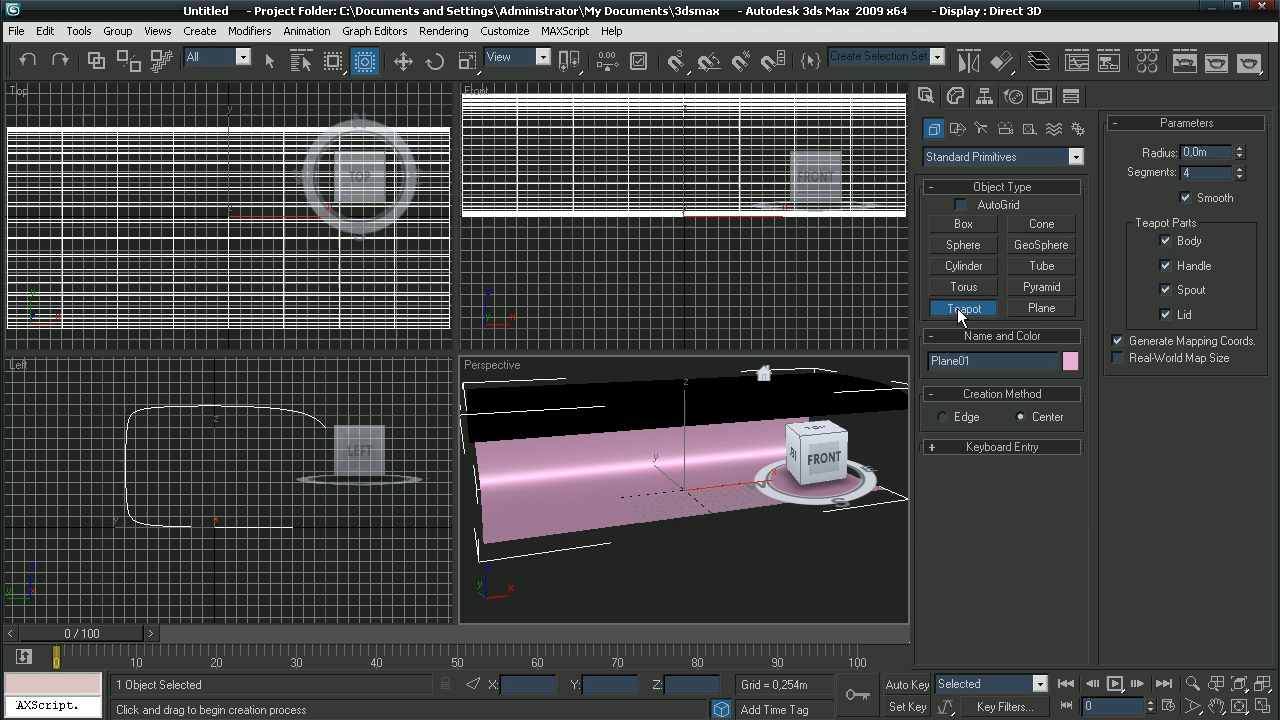 Untitled - Project Folder: C:\Documents and Settings\Administrator\My Documents\3dsmax - Autodesk 3ds Max 2009 x64 - Display : Direct 3D
File Edit Tools Group Views Create Modifiers Animation Graph Editors Rendering Customize MAXScript Help
All View Create Selection Set
Top Front
TOP FRONT
Left Perspective
LEFT FRONT TOP
Standard Primitives
- Object Type
AutoGrid
Box Cone
Sphere GeoSphere
Cylinder Tube
Torus Pyramid
Teapot Plane
- Name and Color
Plane01
- Creation Method
Edge Center
+ Keyboard Entry
- Parameters
Radius: 0,0m
Segments: 4
Smooth
Teapot Parts
Body
Handle
Spout
Lid
Generate Mapping Coords.
Real-World Map Size
< 0 / 100 >
0 10 20 30 40 50 60 70 80 90 100
1 Object Selected X: Y: Z: Grid = 0,254m Auto Key Selected
AXScript. Click and drag to begin creation process Add Time Tag Set Key Key Filters... 0